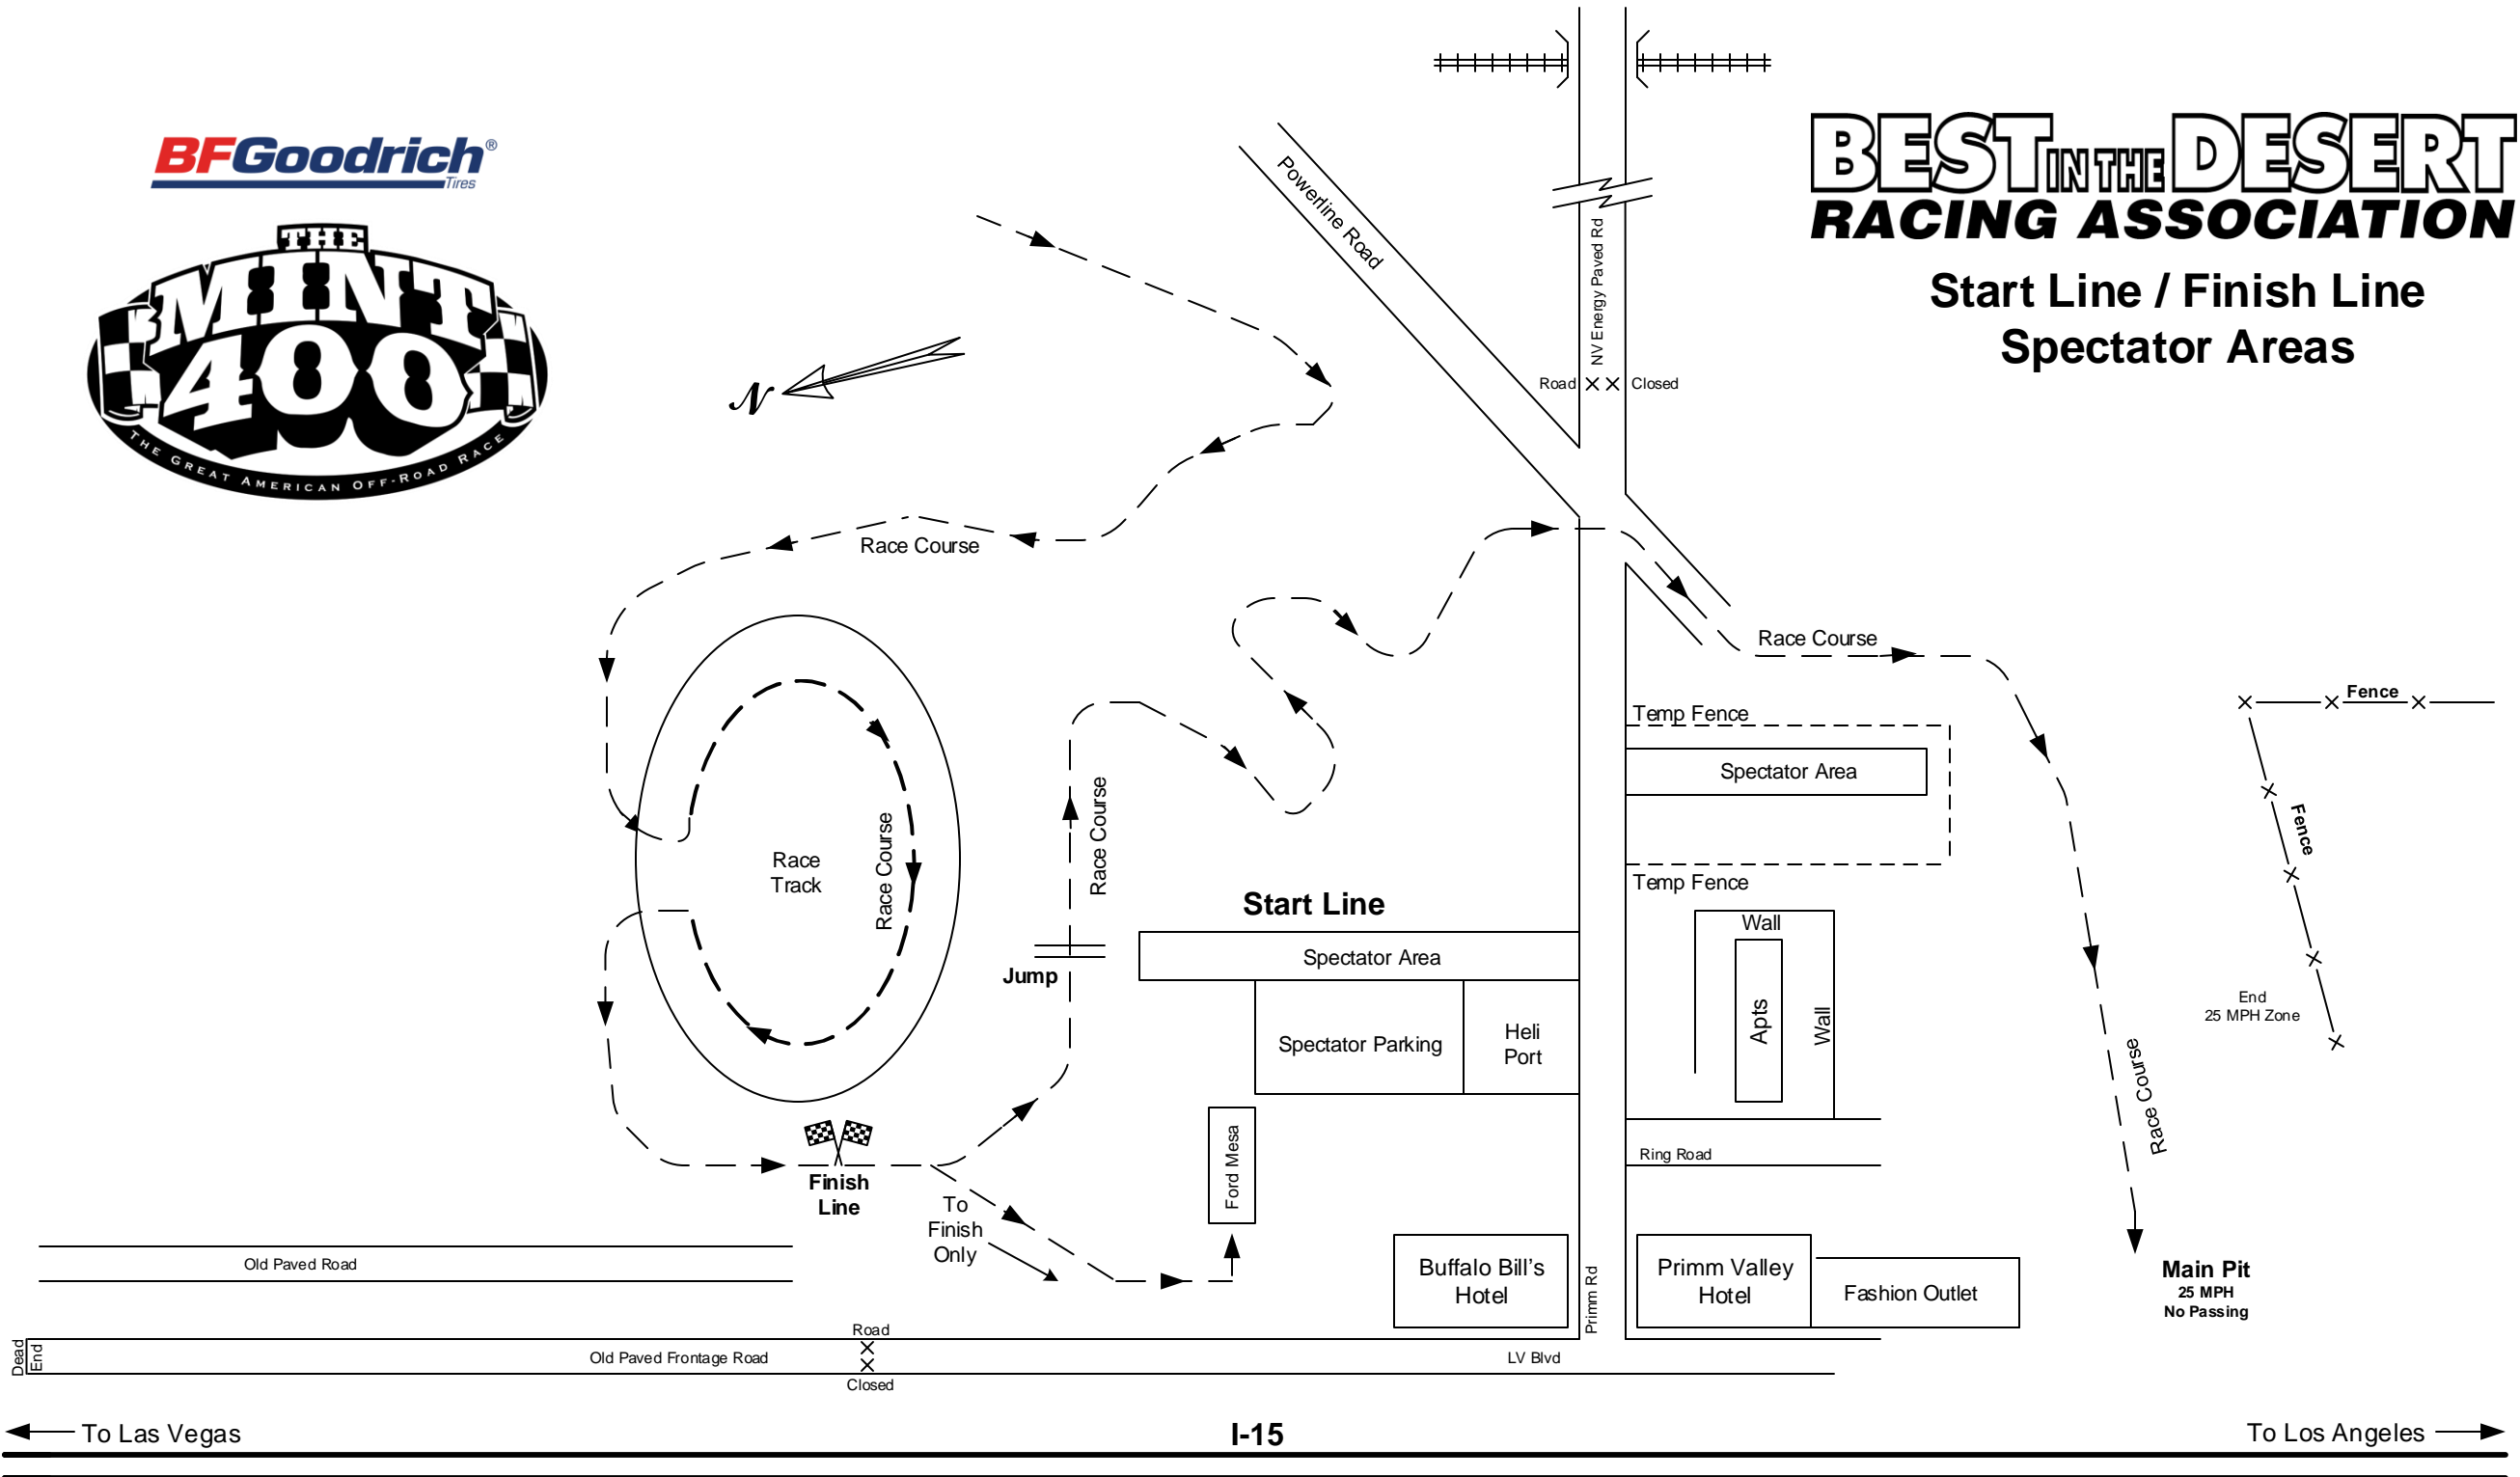 BFGoodrich®
Tires
THE
MINT
400
THE GREAT AMERICAN OFF-ROAD RACE
BEST IN THE DESERT
RACING ASSOCIATION
Start Line / Finish Line
Spectator Areas
Powerline Road
NV Energy Paved Rd
Road
Closed
N
Race Course
Race Course
Fence
Fence
Temp Fence
Spectator Area
Temp Fence
Race
Track
Race Course
Race Course
Start Line
Spectator Area
Jump
Spectator Parking
Heli
Port
Wall
Apts
Wall
End
25 MPH Zone
Race Course
Ring Road
Finish
Line
To
Finish
Only
Ford Mesa
Old Paved Road
Buffalo Bill's
Hotel
Primm Rd
Primm Valley
Hotel
Fashion Outlet
Main Pit
25 MPH
No Passing
Dead
End
Old Paved Frontage Road
Road
Closed
LV Blvd
To Las Vegas
I-15
To Los Angeles